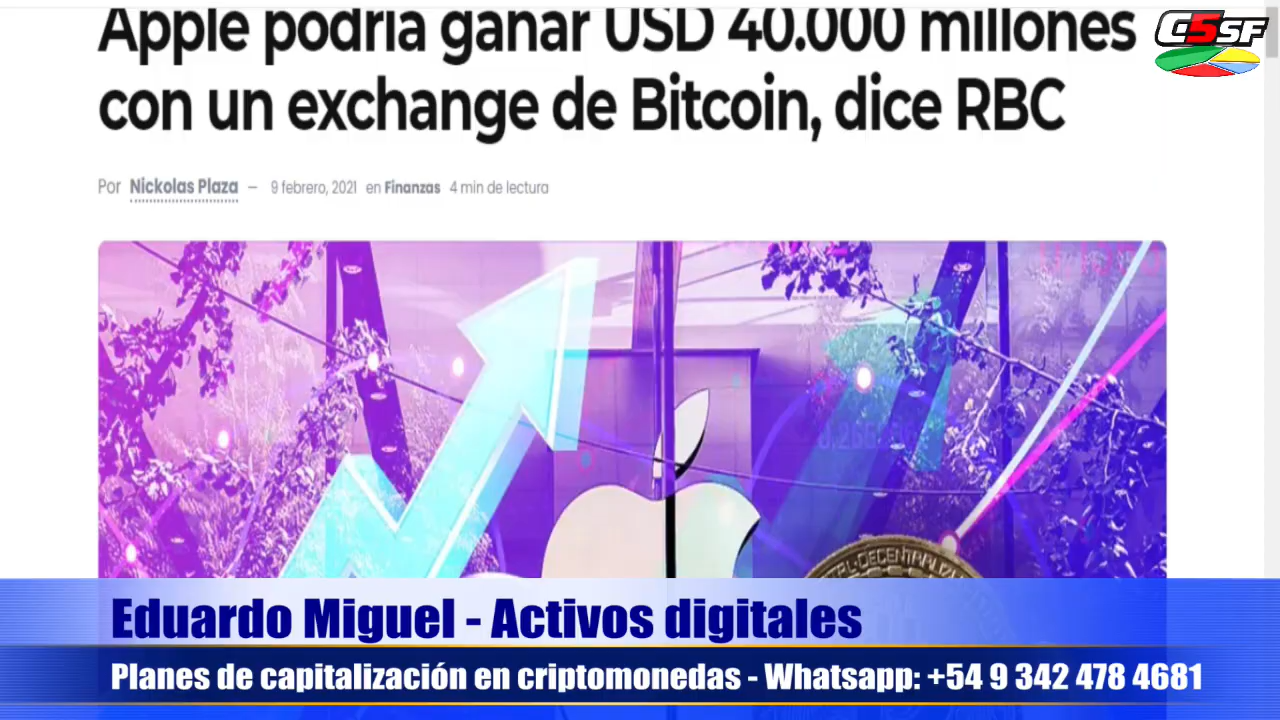 Apple podría ganar USD 40.000 millones
con un exchange de Bitcoin, dice RBC
C5SF
Por Nickolas Plaza — 9 febrero, 2021 en Finanzas 4 min de lectura
Eduardo Miguel - Activos digitales
Planes de capitalización en criptomonedas - Whatsapp: +54 9 342 478 4681